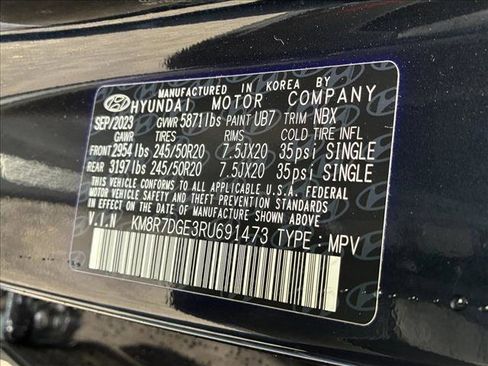 MANUFACTURED IN KOREA BY
HYUNDAI MOTOR COMPANY
SEP/2023 GVWR 5871lbs PAINT UB7 TRIM NBX
GAWR TIRES RIMS COLD TIRE INFL
FRONT 2954 lbs 245/50R20 7.5JX20 35psi SINGLE
REAR 3197 lbs 245/50R20 7.5JX20 35psi SINGLE
THIS VEHICLE CONFORMS TO ALL APPLICABLE U.S.A. FEDERAL
MOTOR VEHICLE SAFETY AND THEFT PREVENTION STANDARDS
IN EFFECT ON THE DATE OF MANUFACTURE SHOWN ABOVE.
V.I.N KM8R7DGE3RU691473 TYPE : MPV